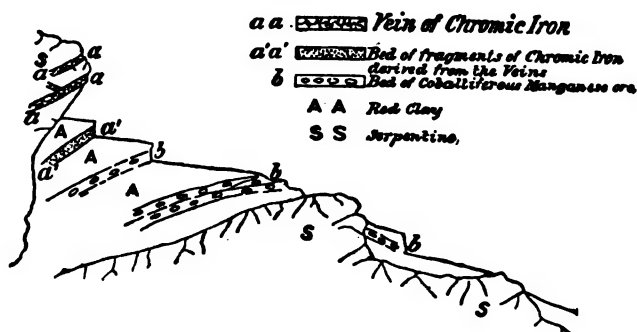 a a Vein of Chromic Iron
a'a' Bed of fragments of Chromic Iron
derived from the Veins
b Bed of Cobaltiferous Manganese ore.
A A Red Clay
S S Serpentine,
S
a
a
a
a
A
a'
A
b
a'
A
b
S
b
S